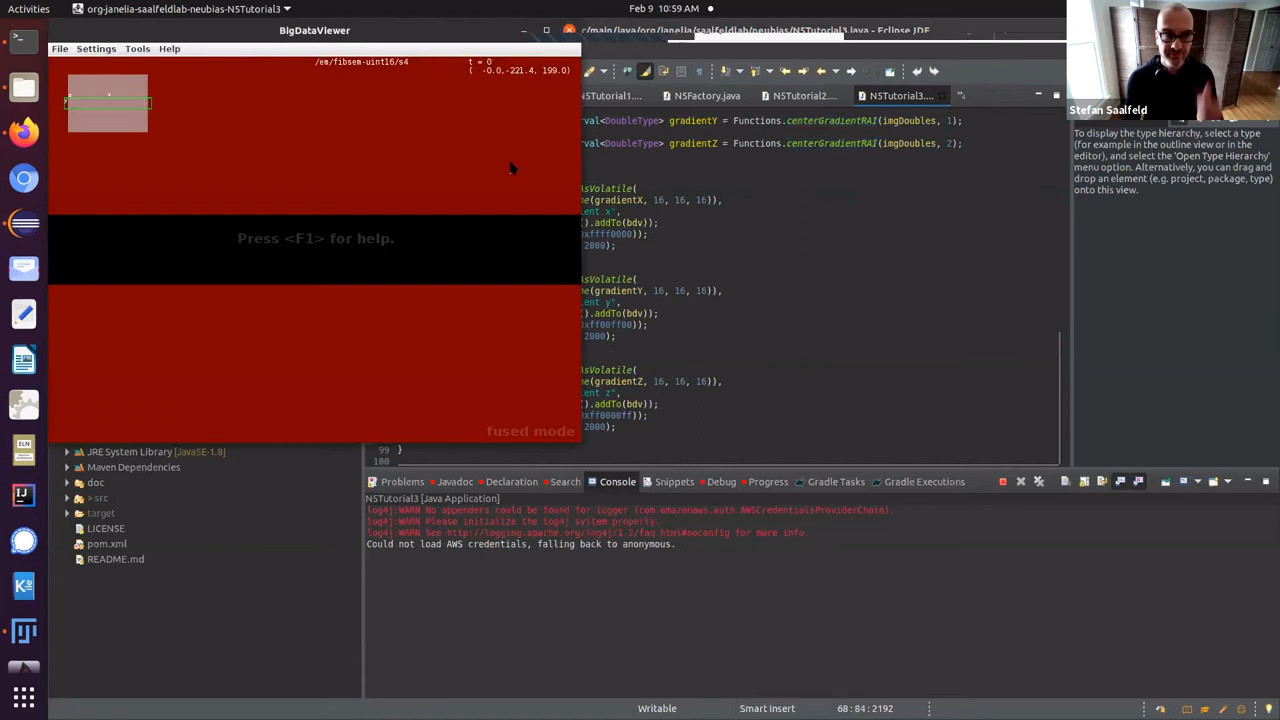 Activities
org-janelia-saalfeldlab-neubias-N5Tutorial3
Feb 9 10:59 AM
BigDataViewer
/main/java/org/janelia/saalfeldlab/neubias/N5Tutorial3.java - Eclipse JDE
File Settings Tools Help
/em/fibsem-uint16/s4
t = 0
( -0.0,-221.4, 199.0)
Press <F1> for help.
fused mode
N5Factory.java
N5Tutorial2....
N5Tutorial3....
Stefan Saalfeld
rval<DoubleType> gradientY = Functions.centerGradientRAI(imgDoubles, 1);
rval<DoubleType> gradientZ = Functions.centerGradientRAI(imgDoubles, 2);
AsVolatile(
e(gradientX, 16, 16, 16)),
ent x",
().addTo(bdv));
xffff0000));
2000);
AsVolatile(
e(gradientY, 16, 16, 16)),
ent y",
().addTo(bdv));
xff00ff00));
2000);
AsVolatile(
e(gradientZ, 16, 16, 16)),
ent z",
().addTo(bdv));
xff0000ff));
2000);
99 }
100
To display the type hierarchy, select a type
(for example in the outline view or in the
editor), and select the 'Open Type Hierarchy'
menu option. Alternatively, you can drag and
drop an element (e.g. project, package, type)
onto this view.
JRE System Library [JavaSE-1.8]
Maven Dependencies
doc
> src
target
LICENSE
pom.xml
README.md
Problems Javadoc Declaration Search Console Snippets Debug Progress Gradle Tasks Gradle Executions
N5Tutorial3 [Java Application]
log4j:WARN No appenders could be found for logger (com.amazonaws.auth.AWSCredentialsProviderChain).
log4j:WARN Please initialize the log4j system properly.
log4j:WARN See http://logging.apache.org/log4j/1.2/faq.html#noconfig for more info.
Could not load AWS credentials, falling back to anonymous.
Writable
Smart Insert
68 : 84 : 2192